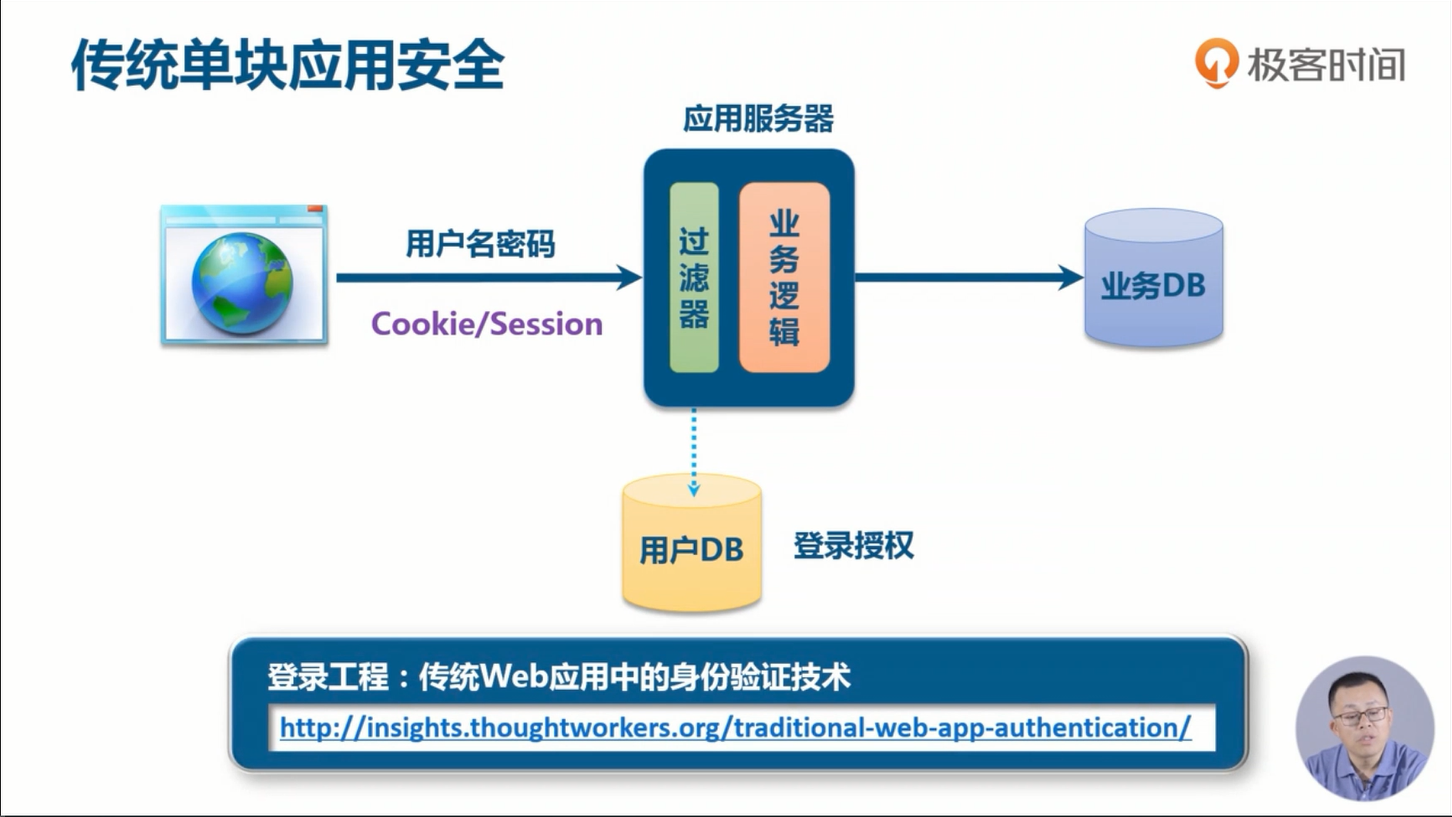 传统单块应用安全
极客时间
应用服务器
用户名密码
Cookie/Session
过滤器
业务逻辑
业务DB
用户DB
登录授权
登录工程：传统Web应用中的身份验证技术
http://insights.thoughtworkers.org/traditional-web-app-authentication/